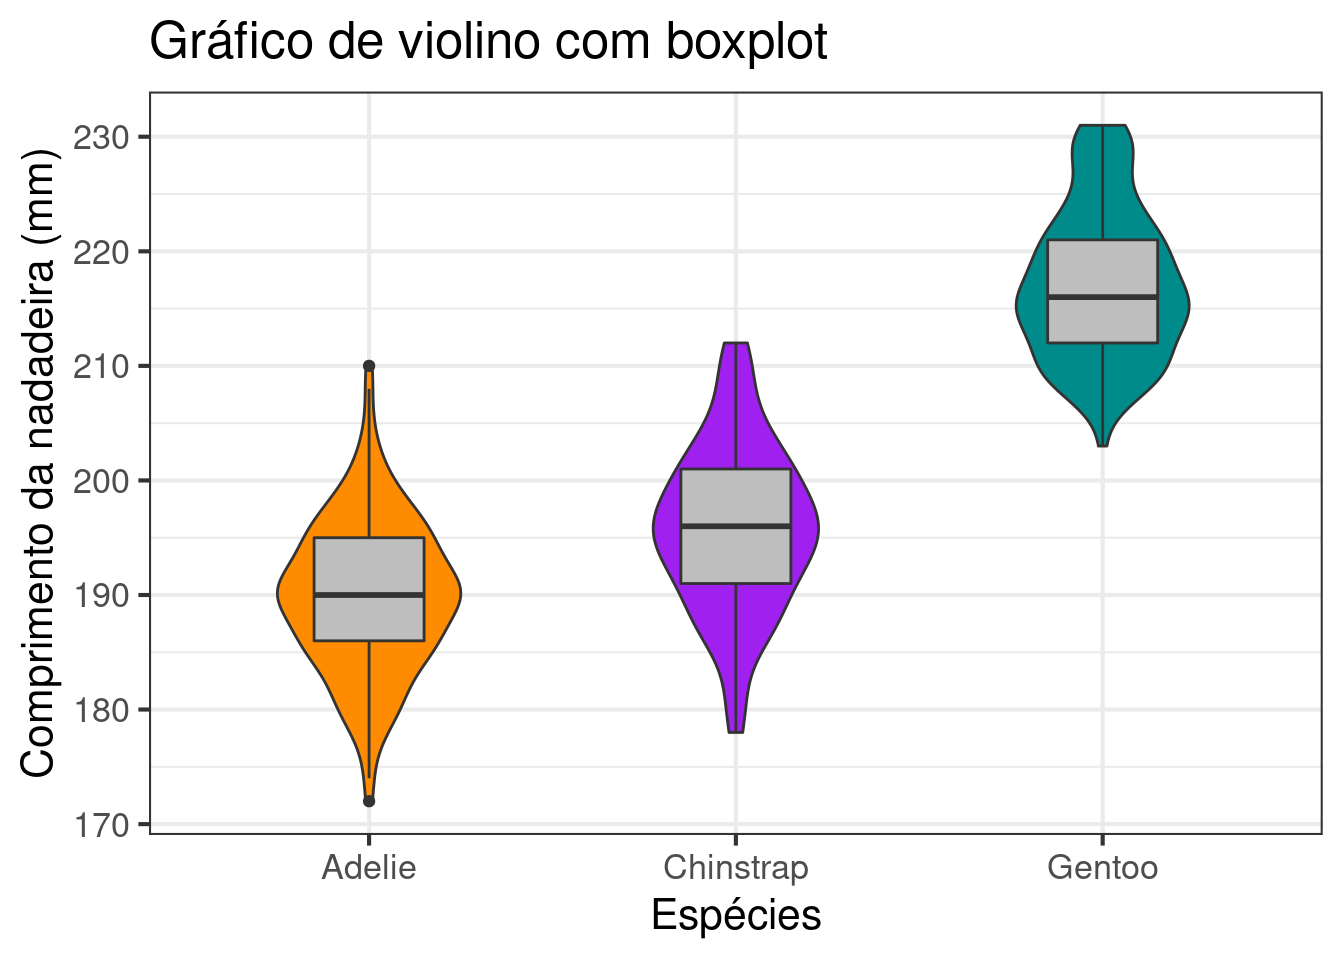 Gráfico de violino com boxplot
Comprimento da nadadeira (mm)
230
220
210
200
190
180
170
Adelie Chinstrap Gentoo
Espécies